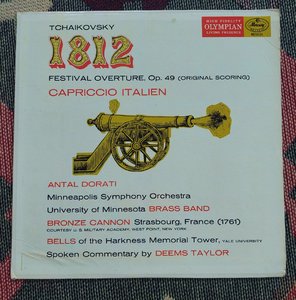 TCHAIKOVSKY
HIGH FIDELITY
OLYMPIAN
LIVING PRESENCE
1812
FESTIVAL OVERTURE, Op. 49 (ORIGINAL SCORING)
CAPRICCIO ITALIEN
ANTAL DORATI
Minneapolis Symphony Orchestra
University of Minnesota BRASS BAND
BRONZE CANNON Strasbourg, France (1761)
COURTESY U. S. MILITARY ACADEMY, WEST POINT, NEW YORK
BELLS of the Harkness Memorial Tower, YALE UNIVERSITY
Spoken Commentary by DEEMS TAYLOR